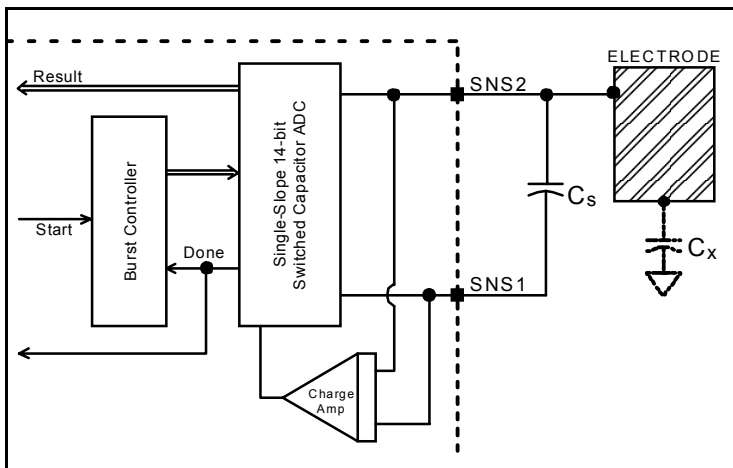 ELECTRODE
Result
SNS2
Burst Controller
Single-Slope 14-bit
Switched Capacitor ADC
Cs
Start
Done
Cx
SNS1
Charge
Amp